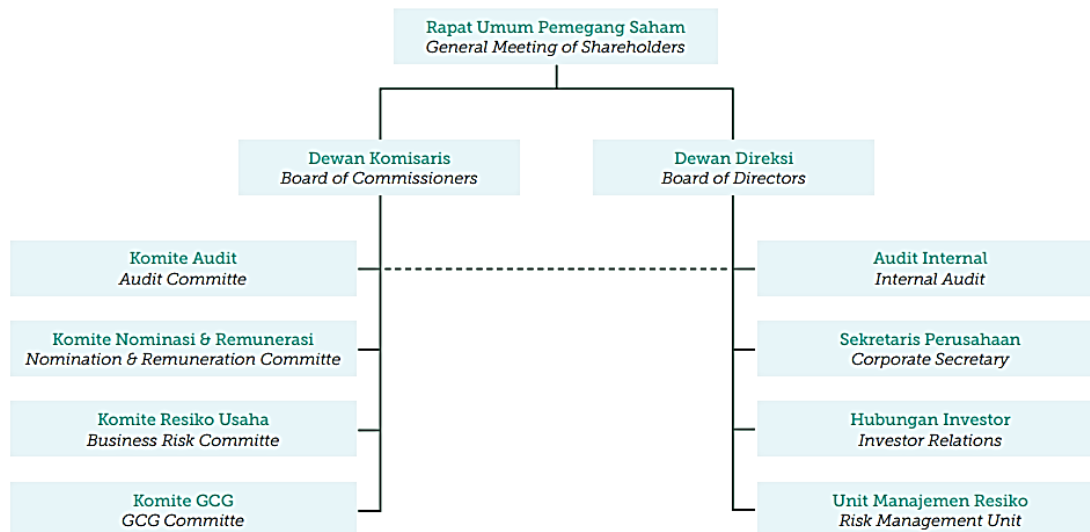 Rapat Umum Pemegang Saham
General Meeting of Shareholders
Dewan Komisaris
Board of Commissioners
Dewan Direksi
Board of Directors
Komite Audit
Audit Committe
Audit Internal
Internal Audit
Komite Nominasi & Remunerasi
Nomination & Remuneration Committe
Sekretaris Perusahaan
Corporate Secretary
Komite Resiko Usaha
Business Risk Committe
Hubungan Investor
Investor Relations
Komite GCG
GCG Committe
Unit Manajemen Resiko
Risk Management Unit